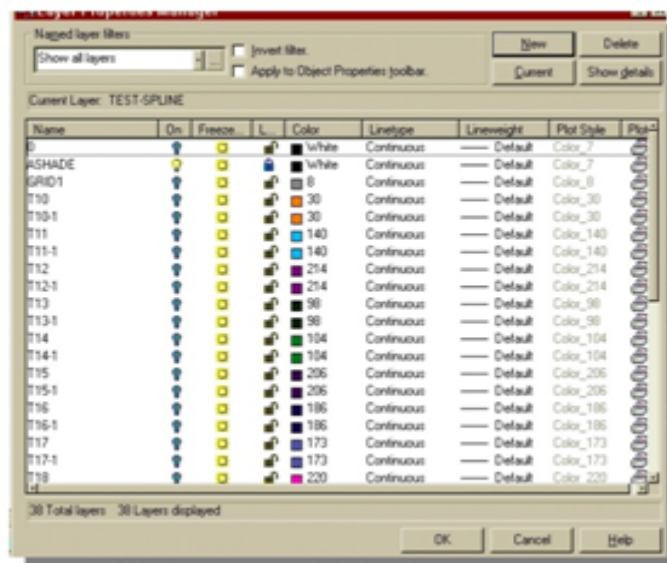 Layer Properties Manager
Named layer filters
Show all layers
...
Invert filter.
Apply to Object Properties toolbar.
New
Delete
Current
Show details
Current Layer: TEST-SPLINE
Name On Freeze... L... Color Linetype Lineweight Plot Style Plot
0 White Continuous Default Color_7
ASHADE White Continuous Default Color_7
GRID1 8 Continuous Default Color_8
T10 30 Continuous Default Color_30
T10-1 30 Continuous Default Color_30
T11 140 Continuous Default Color_140
T11-1 140 Continuous Default Color_140
T12 214 Continuous Default Color_214
T12-1 214 Continuous Default Color_214
T13 98 Continuous Default Color_98
T13-1 98 Continuous Default Color_98
T14 104 Continuous Default Color_104
T14-1 104 Continuous Default Color_104
T15 206 Continuous Default Color_206
T15-1 206 Continuous Default Color_206
T16 186 Continuous Default Color_186
T16-1 186 Continuous Default Color_186
T17 173 Continuous Default Color_173
T17-1 173 Continuous Default Color_173
T18 220 Continuous Default Color_220
38 Total layers 38 Layers displayed
OK
Cancel
Help